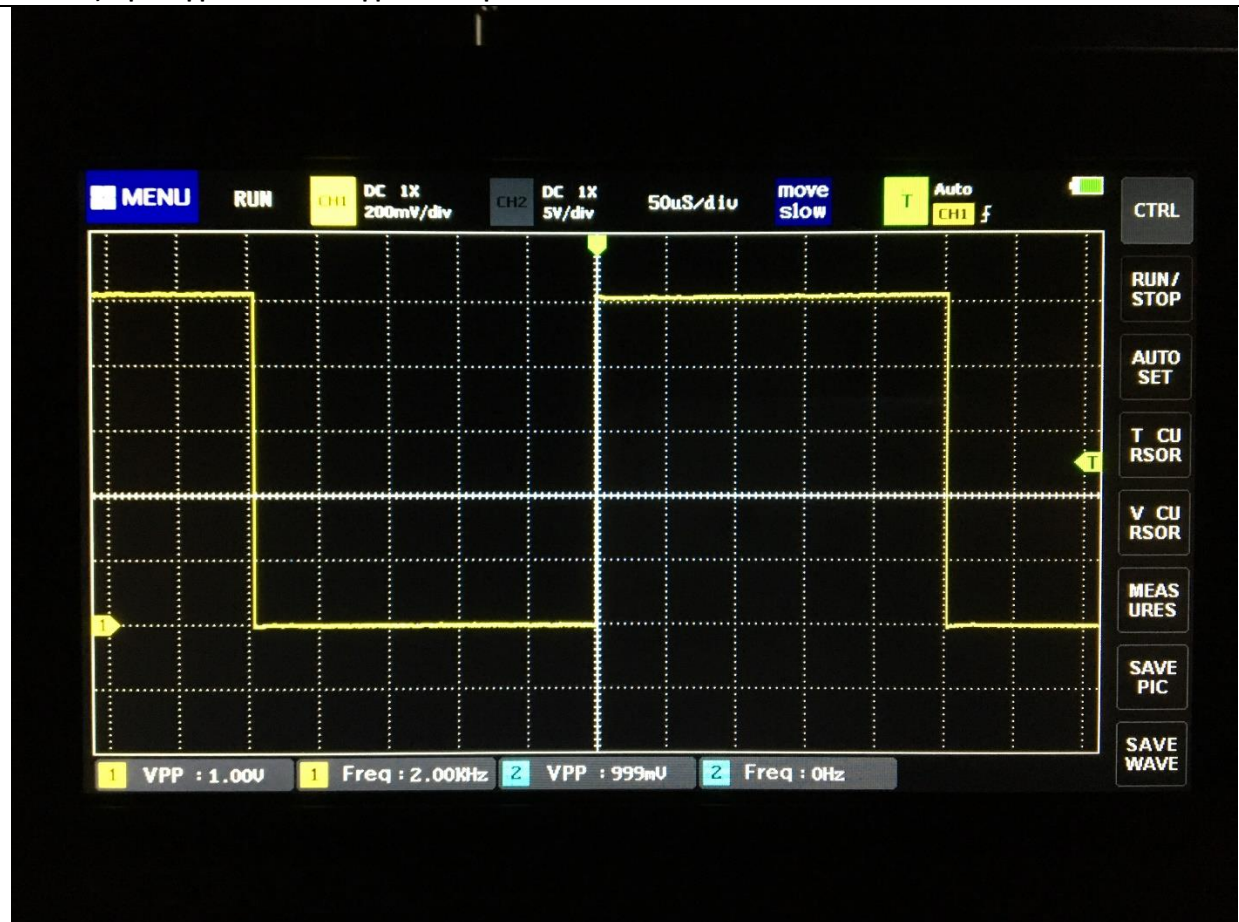 MENU RUN CH1 DC 1X 200mV/div CH2 DC 1X 5V/div 50uS/div move slow T Auto CH1
CTRL
RUN/
STOP
AUTO
SET
T CU
RSOR
T
V CU
RSOR
MEAS
URES
1
SAVE
PIC
SAVE
WAVE
1 VPP : 1.00V 1 Freq : 2.00KHz 2 VPP : 999mV 2 Freq : 0Hz